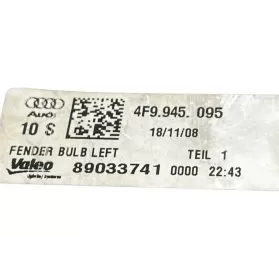 4F9.945. 095
Audi
10 S
18/11/08
FENDER BULB LEFT TEIL 1
Valeo 89033741 0000 22:43